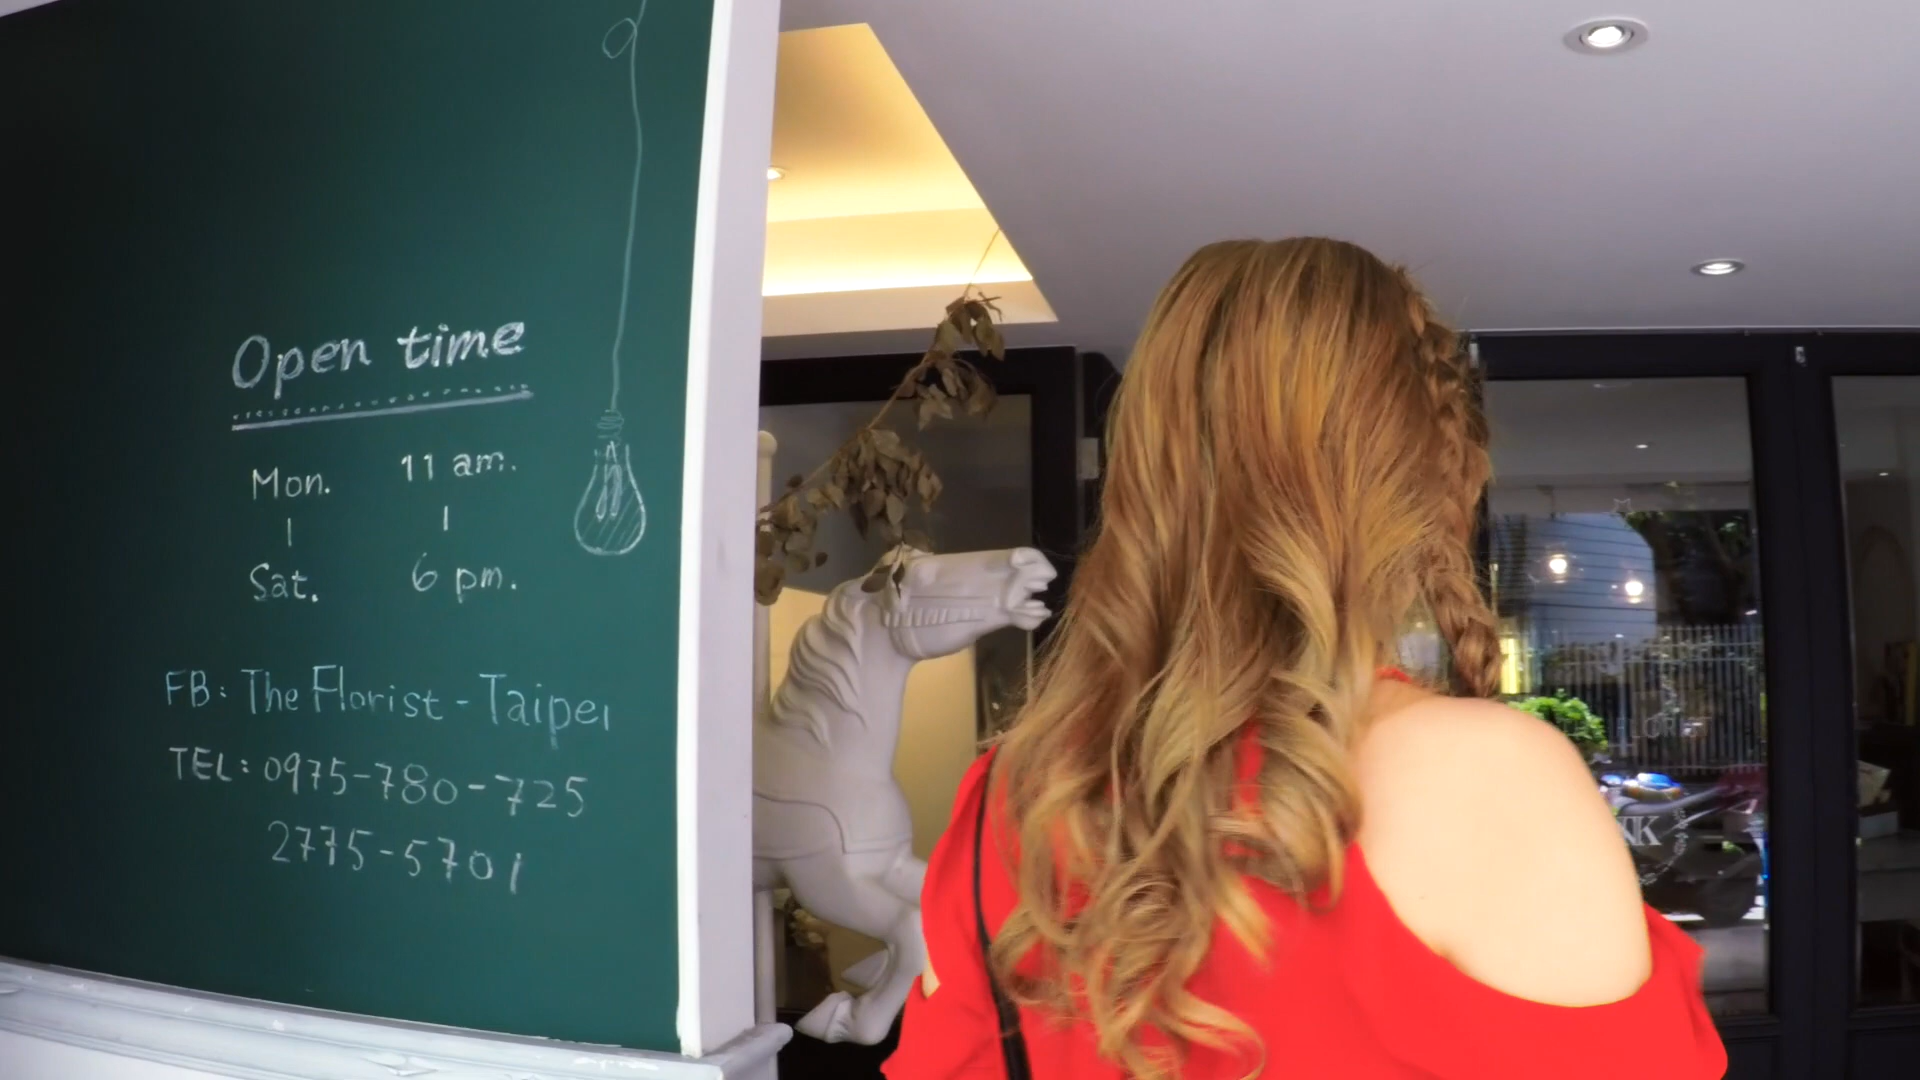 Open time
Mon. 11 am.
| |
Sat. 6 pm.
FB: The Florist - Taipei
TEL: 0975-780-725
2775-5701